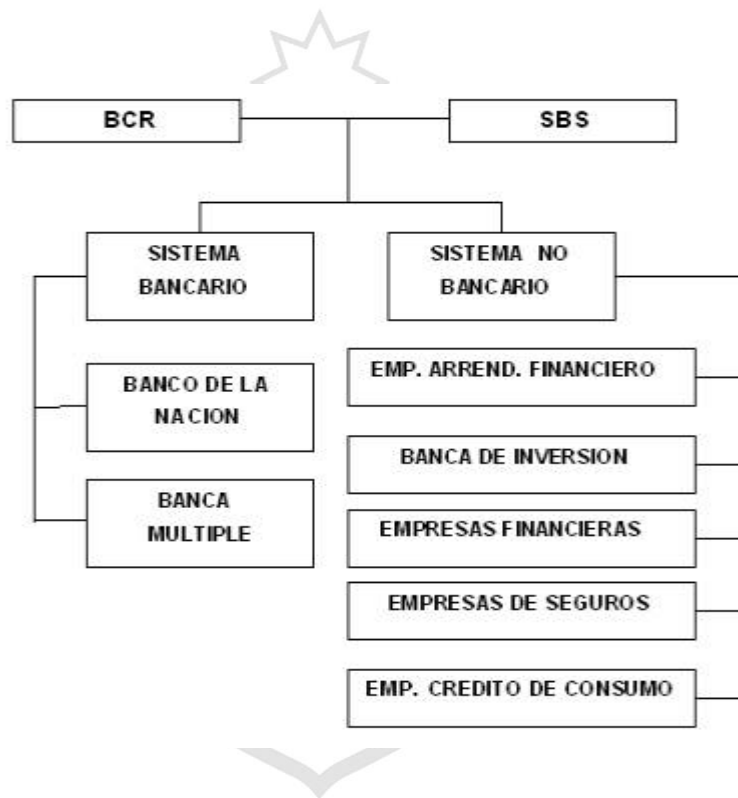 BCR
SBS
SISTEMA
BANCARIO
SISTEMA NO
BANCARIO
BANCO DE LA
NACION
BANCA
MULTIPLE
EMP. ARREND. FINANCIERO
BANCA DE INVERSION
EMPRESAS FINANCIERAS
EMPRESAS DE SEGUROS
EMP. CREDITO DE CONSUMO